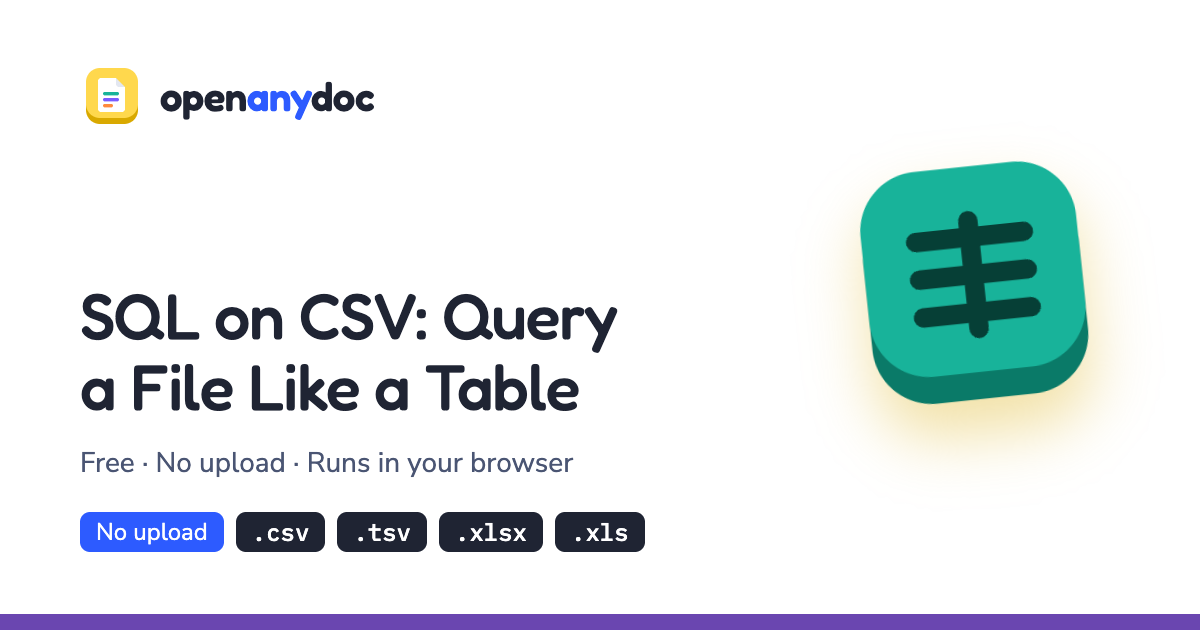 openanydoc
SQL on CSV: Query
a File Like a Table
Free · No upload · Runs in your browser
No upload .csv .tsv .xlsx .xls